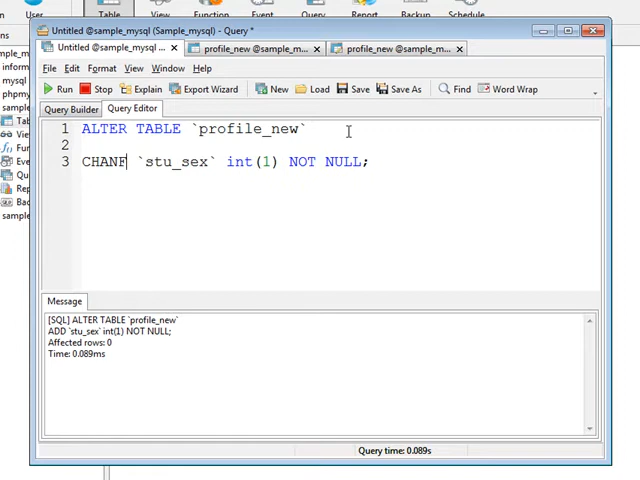 User
Table
View
Function
Event
Query
Report
Backup
Schedule
Untitled @sample_mysql (Sample_mysql) - Query *
Untitled @sample_mysql ...
profile_new @sample_m...
profile_new @sample_m...
File Edit Format View Window Help
Run Stop Explain Export Wizard New Load Save Save As Find Word Wrap
Query Builder Query Editor
1 ALTER TABLE `profile_new`
2
3 CHANF `stu_sex` int(1) NOT NULL;
Message
[SQL] ALTER TABLE `profile_new`
ADD `stu_sex` int(1) NOT NULL;
Affected rows: 0
Time: 0.089ms
Query time: 0.089s